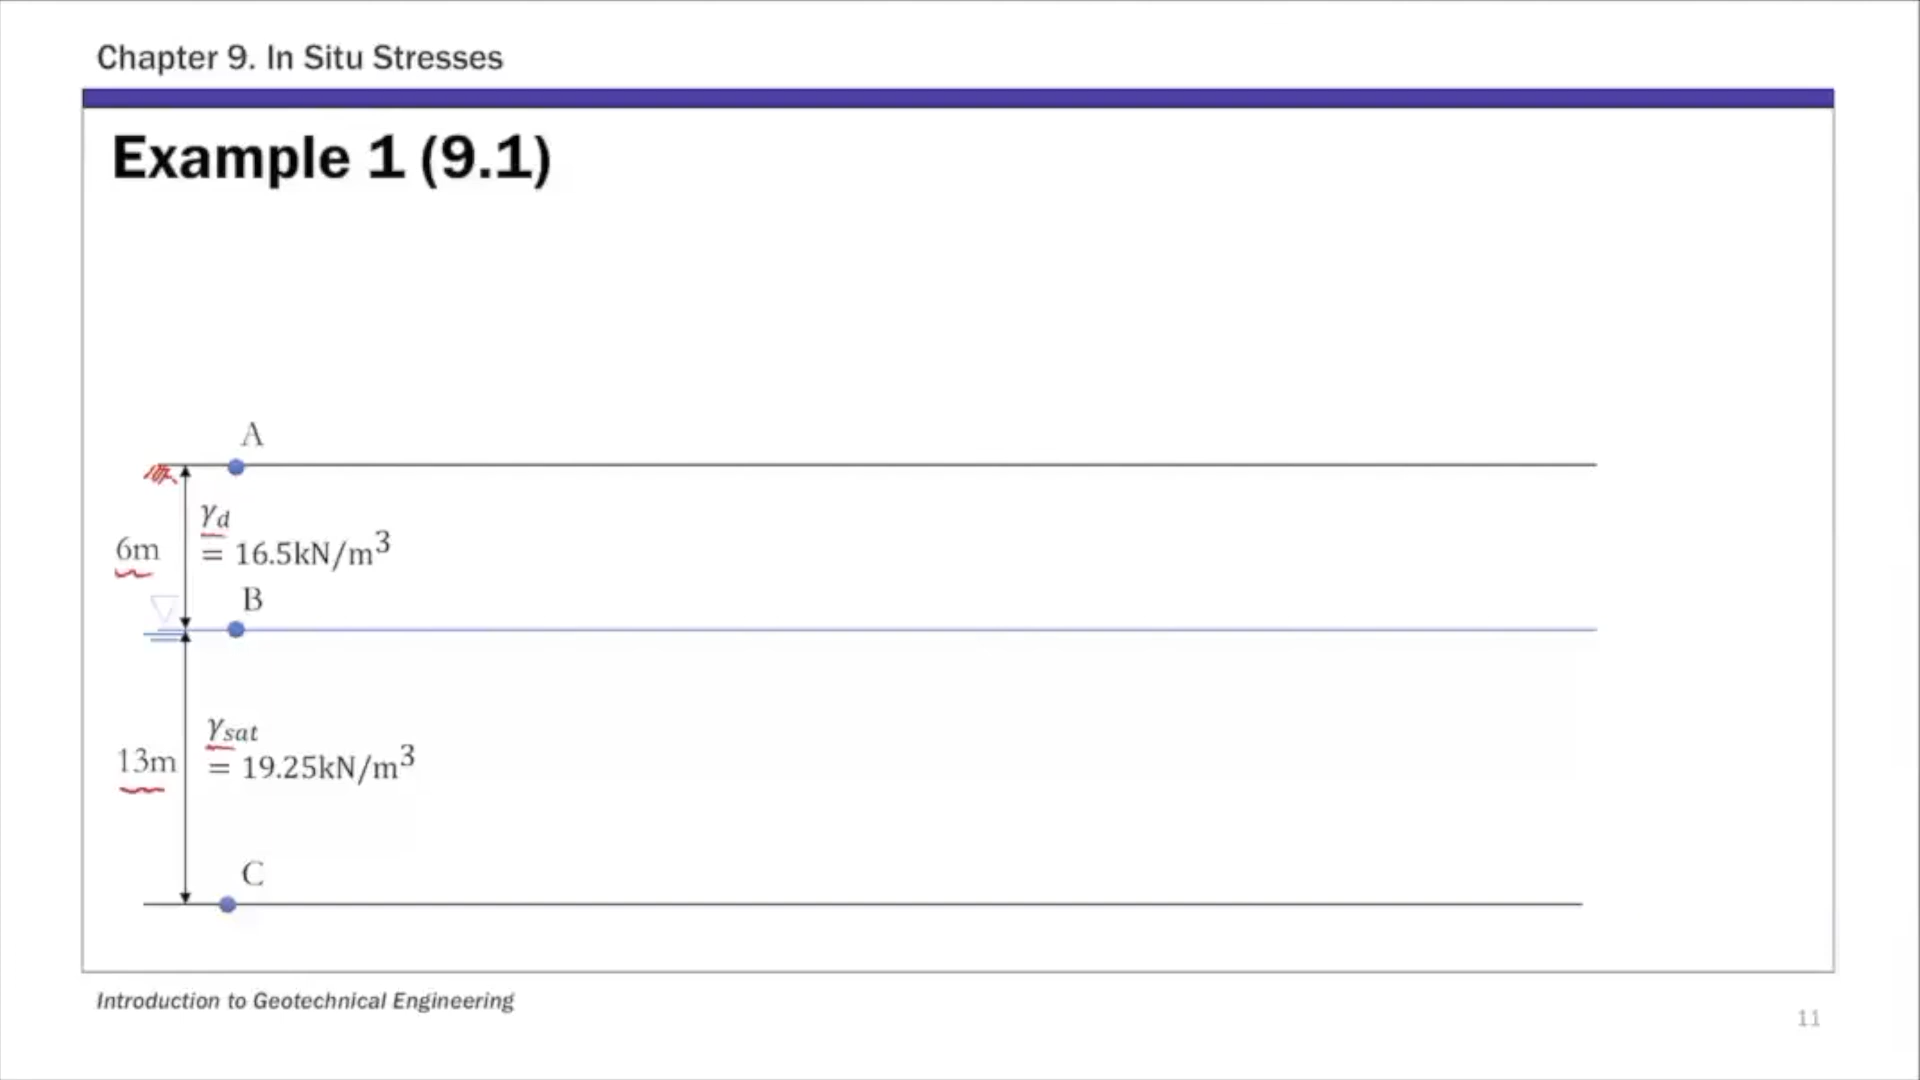 Chapter 9. In Situ Stresses
Example 1 (9.1)
A
γd
6m
= 16.5kN/m³
B
γsat
13m
= 19.25kN/m³
C
Introduction to Geotechnical Engineering
11